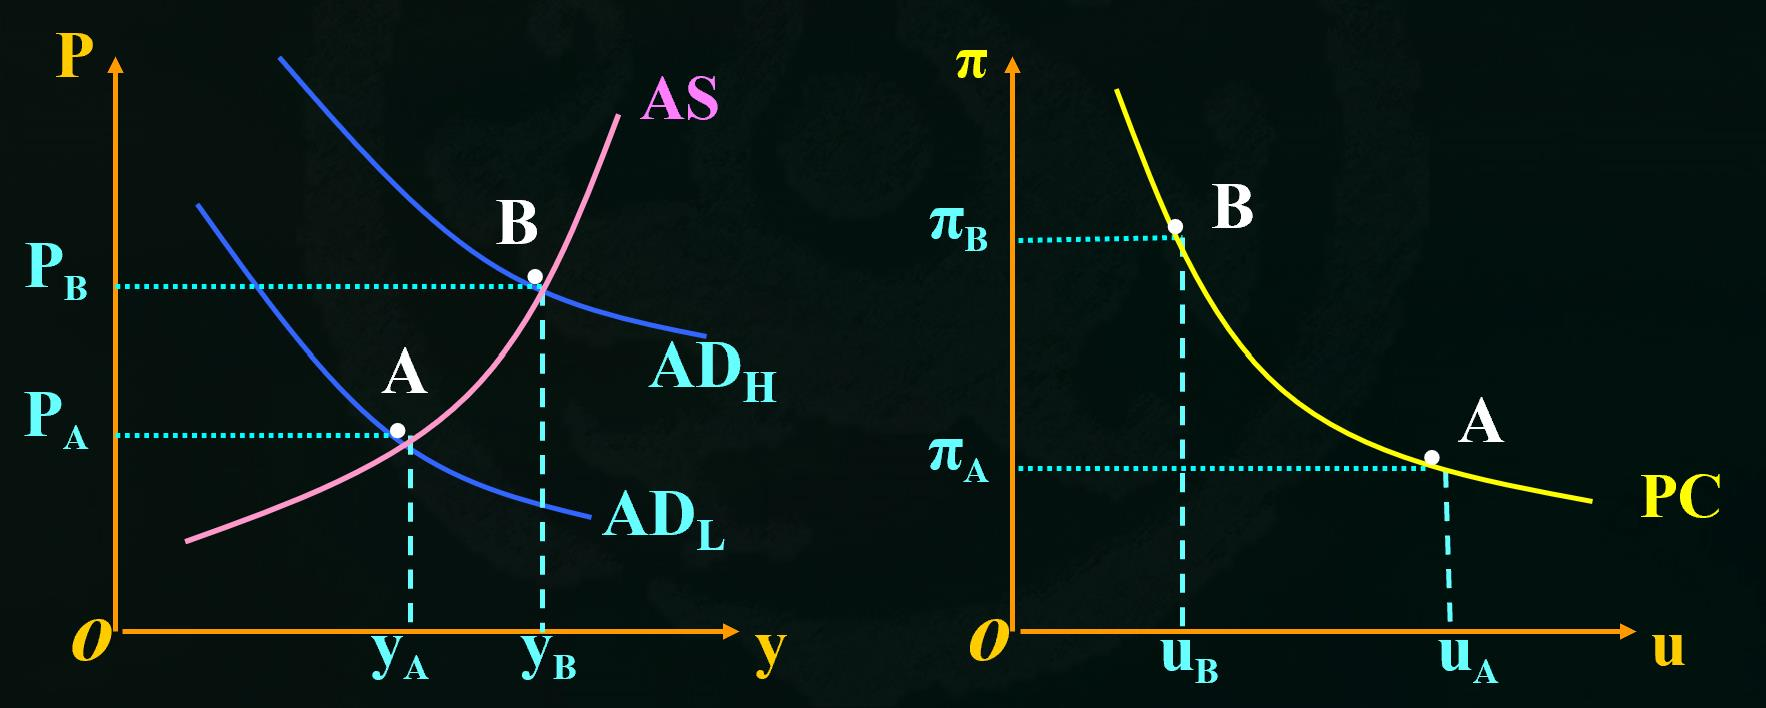 P
AS
B
P_B
A
AD_H
P_A
AD_L
O
y_A
y_B
y
π
B
π_B
A
π_A
PC
O
u_B
u_A
u